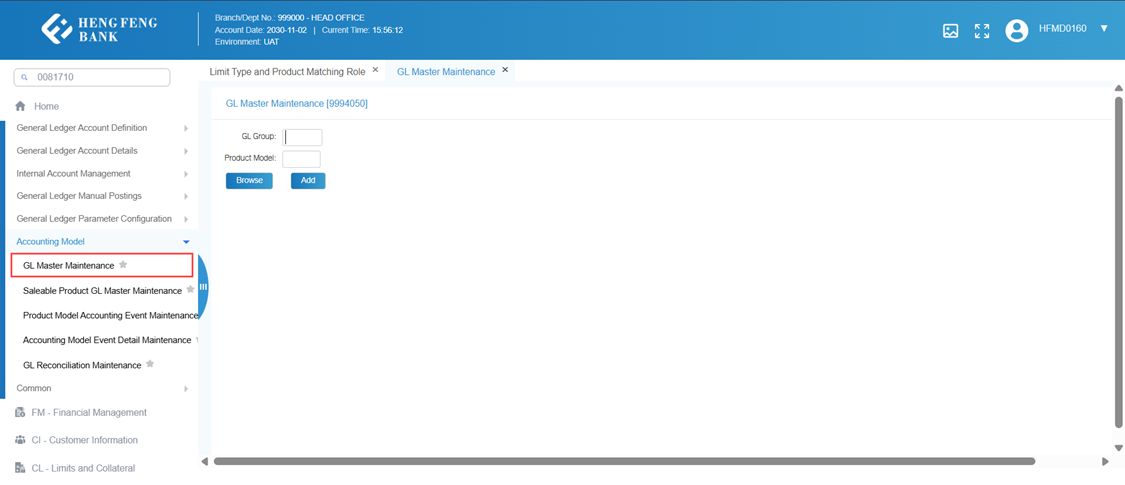 HENG FENG
BANK
Branch/Dept No.: 999000 - HEAD OFFICE
Account Date: 2030-11-02 | Current Time: 15:56:12
Environment: UAT
HFMD0160
0081710
Home
General Ledger Account Definition
General Ledger Account Details
Internal Account Management
General Ledger Manual Postings
General Ledger Parameter Configuration
Accounting Model
GL Master Maintenance
Saleable Product GL Master Maintenance
Product Model Accounting Event Maintenance
Accounting Model Event Detail Maintenance
GL Reconciliation Maintenance
Common
FM - Financial Management
CI - Customer Information
CL - Limits and Collateral
Limit Type and Product Matching Role
GL Master Maintenance
GL Master Maintenance [9994050]
GL Group:
Product Model:
Browse Add